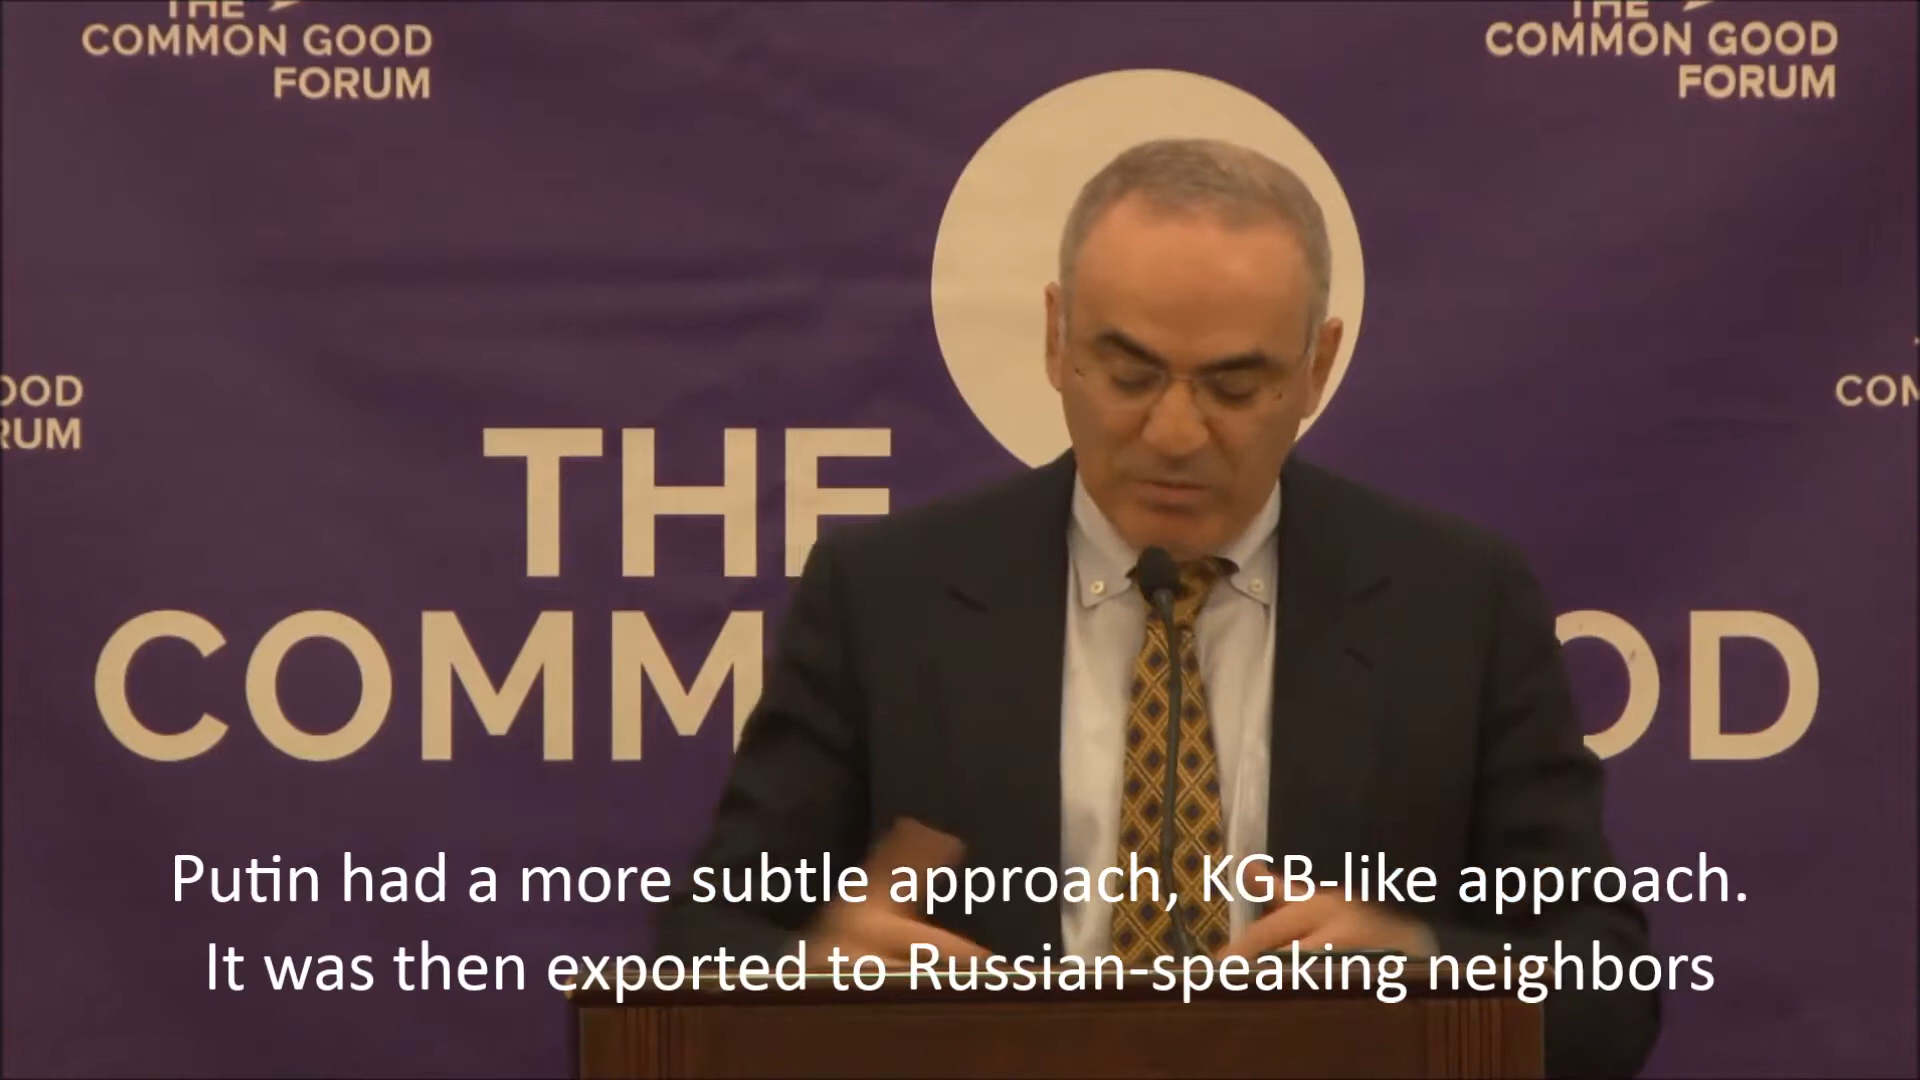 THE
COMMON GOOD
FORUM
THE
COMMON GOOD
FORUM
OOD
RUM
COM
THE
COMM OD
Putin had a more subtle approach, KGB-like approach.
It was then exported to Russian-speaking neighbors